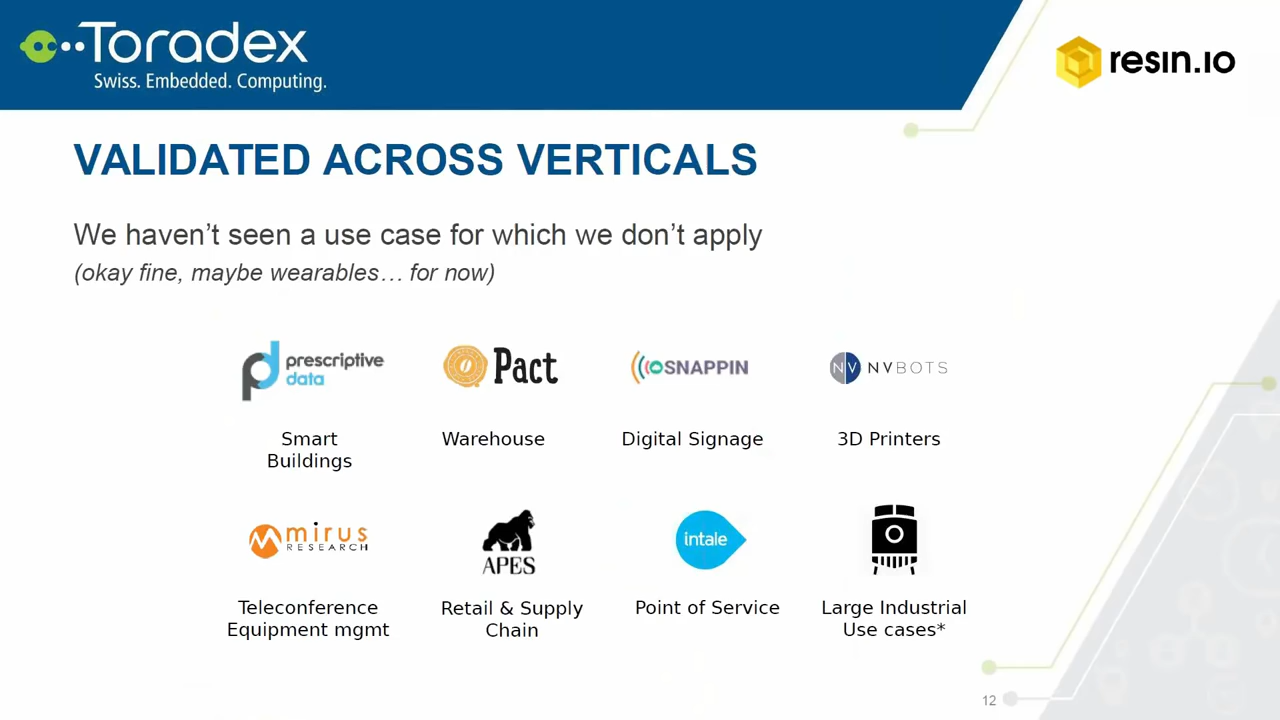 Toradex
Swiss. Embedded. Computing.
resin.io
VALIDATED ACROSS VERTICALS
We haven’t seen a use case for which we don’t apply
(okay fine, maybe wearables… for now)
prescriptive
data
Pact
SNAPPIN
NV NVBOTS
Smart
Buildings
Warehouse
Digital Signage
3D Printers
mirus
RESEARCH
APES
intale
Teleconference
Equipment mgmt
Retail & Supply
Chain
Point of Service
Large Industrial
Use cases*
12